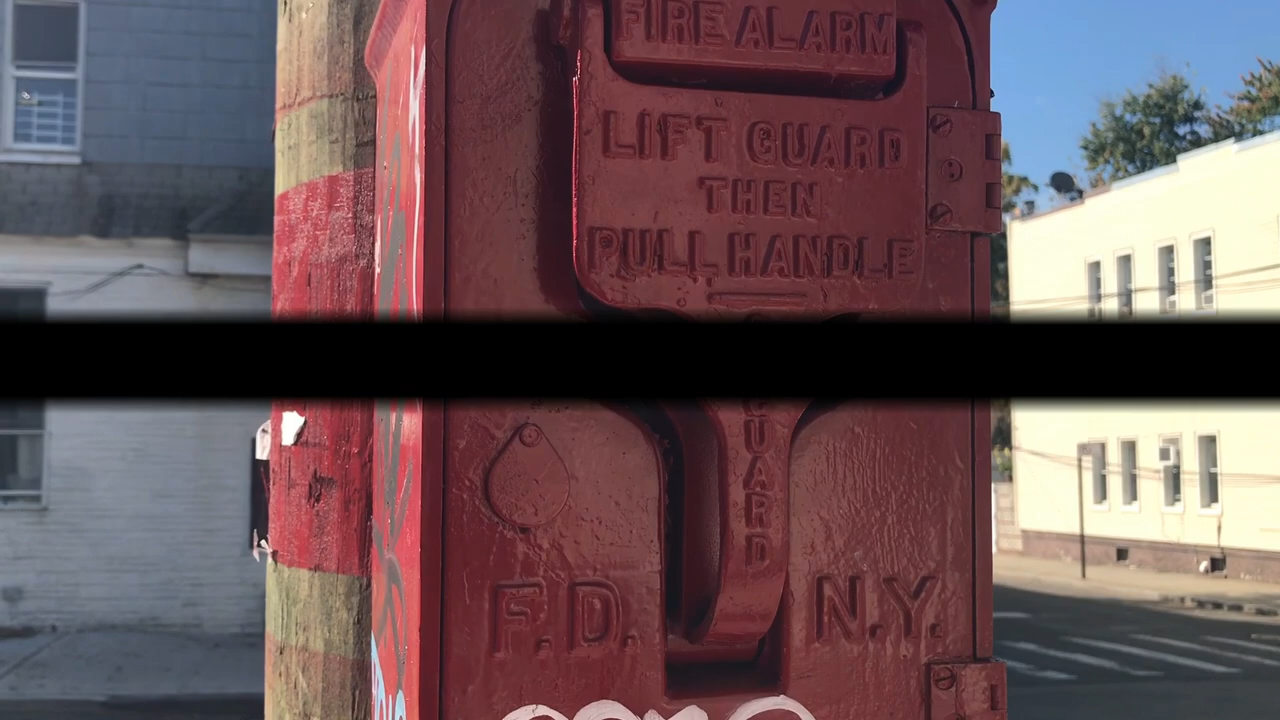 FIRE ALARM
LIFT GUARD
THEN
PULL HANDLE
GUARD
F.D. N.Y.